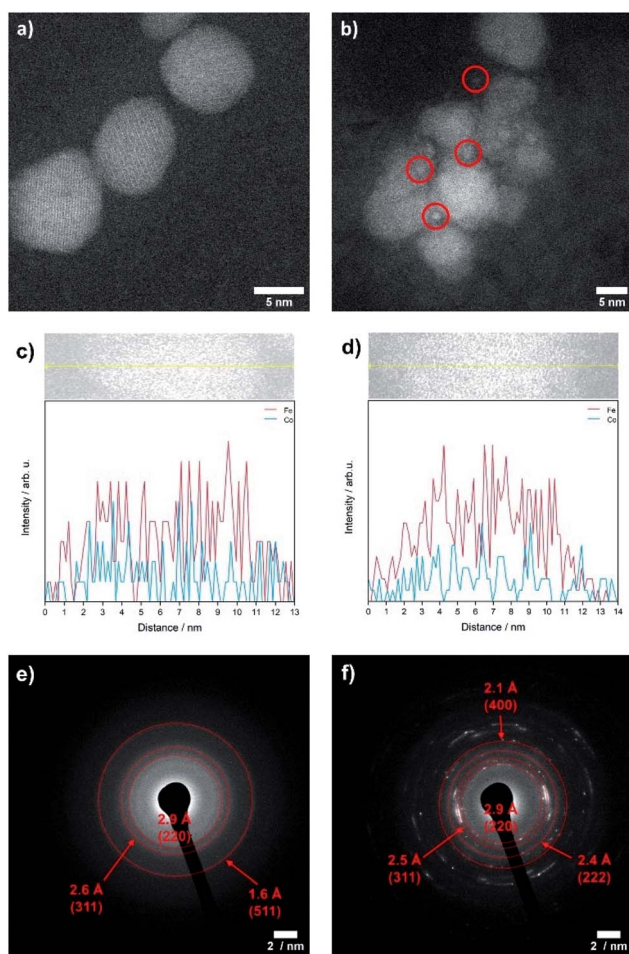 a)
5 nm
b)
5 nm
c)
Fe
Co
Intensity / arb. u.
0 1 2 3 4 5 6 7 8 9 10 11 12 13
Distance / nm
d)
Fe
Co
Intensity / arb. u.
0 1 2 3 4 5 6 7 8 9 10 11 12 13 14
Distance / nm
e)
2.9 Å
(220)
2.6 Å
(311)
1.6 Å
(511)
2 / nm
f)
2.1 Å
(400)
2.9 Å
(220)
2.5 Å
(311)
2.4 Å
(222)
2 / nm